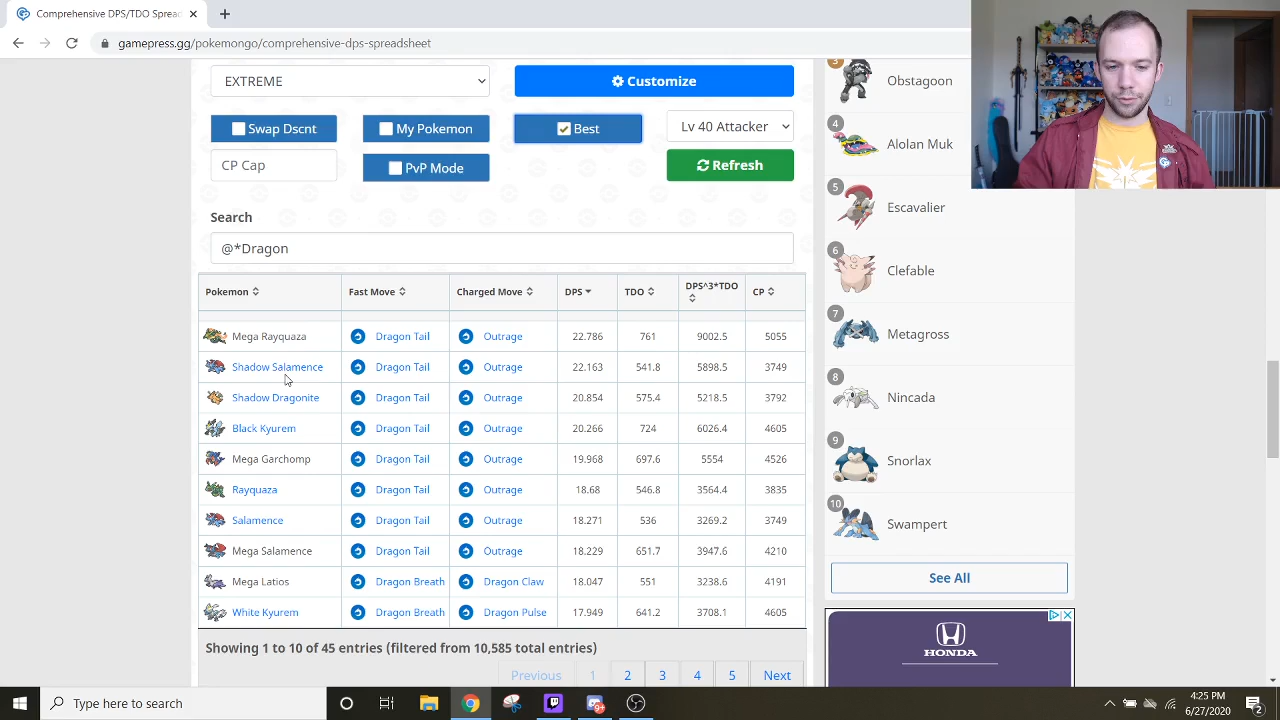 Comprehensive DPS/TDO Spread
gamepress.gg/pokemongo/comprehensive-dps-spreadsheet
EXTREME
Customize
Swap Dscnt
My Pokemon
Best
Lv 40 Attacker
CP Cap
PvP Mode
Refresh
Search
@*Dragon
Pokemon Fast Move Charged Move DPS TDO DPS^3*TDO CP
Mega Rayquaza Dragon Tail Outrage 22.786 761 9002.5 5055
Shadow Salamence Dragon Tail Outrage 22.163 541.8 5898.5 3749
Shadow Dragonite Dragon Tail Outrage 20.854 575.4 5218.5 3792
Black Kyurem Dragon Tail Outrage 20.266 724 6026.4 4605
Mega Garchomp Dragon Tail Outrage 19.968 697.6 5554 4526
Rayquaza Dragon Tail Outrage 18.68 546.8 3564.4 3835
Salamence Dragon Tail Outrage 18.271 536 3269.2 3749
Mega Salamence Dragon Tail Outrage 18.229 651.7 3947.6 4210
Mega Latios Dragon Breath Dragon Claw 18.047 551 3238.6 4191
White Kyurem Dragon Breath Dragon Pulse 17.949 641.2 3708.1 4605
Showing 1 to 10 of 45 entries (filtered from 10,585 total entries)
Previous 1 2 3 4 5 Next
3 Obstagoon
4 Alolan Muk
5 Escavalier
6 Clefable
7 Metagross
8 Nincada
9 Snorlax
10 Swampert
See All
HONDA
Type here to search
4:25 PM
6/27/2020
2